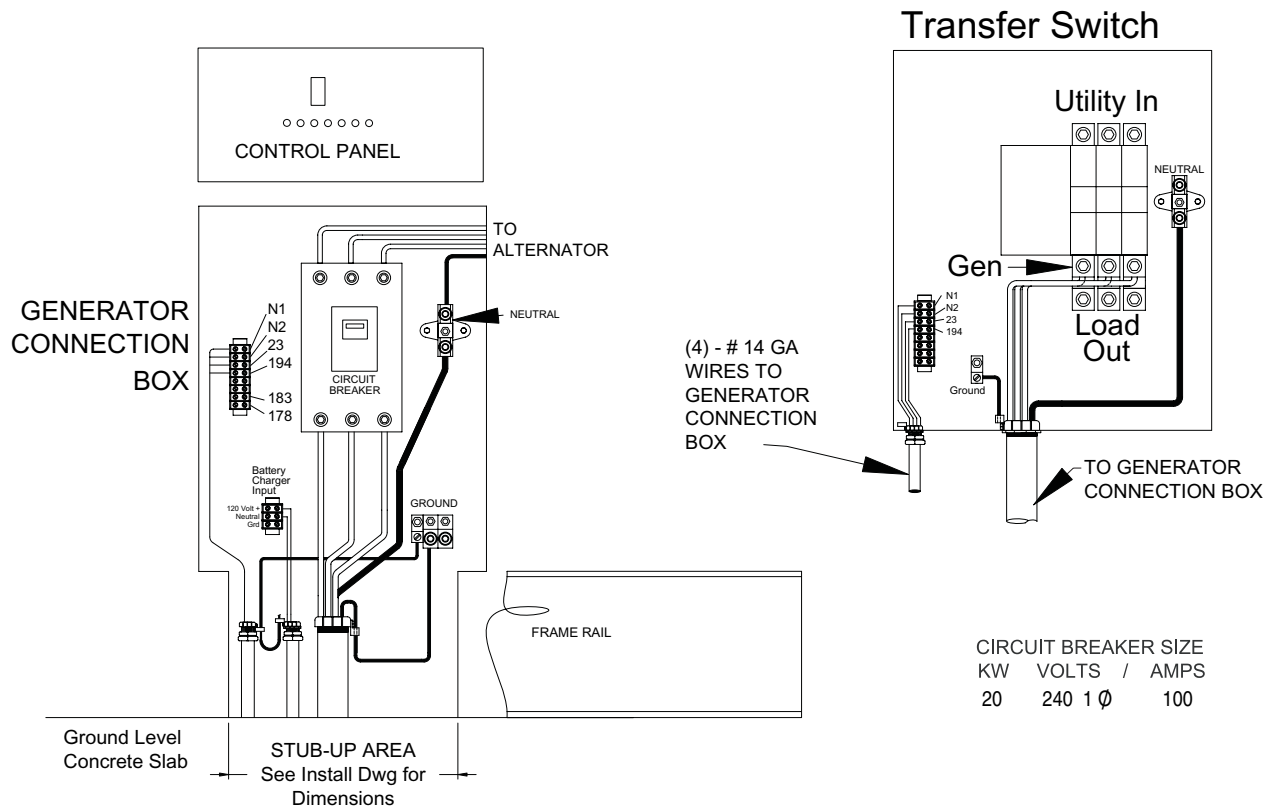 Transfer Switch
Utility In
NEUTRAL
Gen
Load
Out
N1
N2
23
194
Ground
(4) - # 14 GA
WIRES TO
GENERATOR
CONNECTION
BOX
TO GENERATOR
CONNECTION BOX
CONTROL PANEL
TO
ALTERNATOR
GENERATOR
CONNECTION
BOX
N1
N2
23
194
183
178
NEUTRAL
CIRCUIT
BREAKER
Battery
Charger
Input
120 Volt +
Neutral
Grd
GROUND
FRAME RAIL
Ground Level
Concrete Slab
STUB-UP AREA
See Install Dwg for
Dimensions
CIRCUIT BREAKER SIZE
KW VOLTS / AMPS
20 240 1 Ø 100